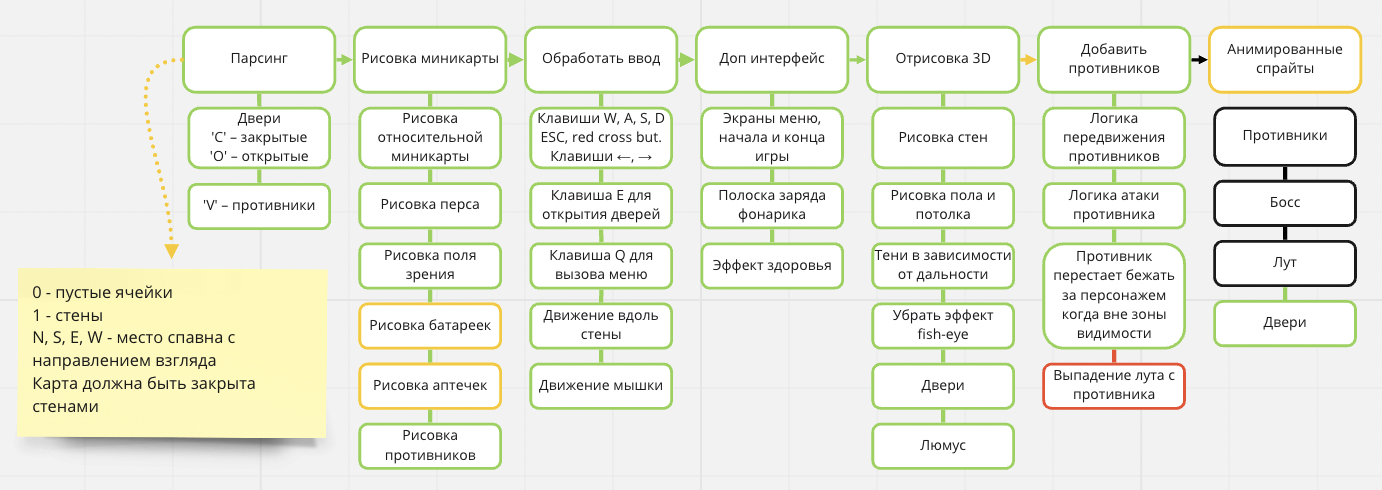 Парсинг
Двери
'C' – закрытые
'O' – открытые
'V' – противники
0 - пустые ячейки
1 - стены
N, S, E, W - место спавна с
направлением взгляда
Карта должна быть закрыта
стенами
Рисовка миникарты
Рисовка
относительной
миникарты
Рисовка перса
Рисовка поля
зрения
Рисовка батареек
Рисовка аптечек
Рисовка
противников
Обработать ввод
Клавиши W, A, S, D
ESC, red cross but.
Клавиши ←, →
Клавиша E для
открытия дверей
Клавиша Q для
вызова меню
Движение вдоль
стены
Движение мышки
Доп интерфейс
Экраны меню,
начала и конца
игры
Полоска заряда
фонарика
Эффект здоровья
Отрисовка 3D
Рисовка стен
Рисовка пола и
потолка
Тени в зависимости
от дальности
Убрать эффект
fish-eye
Двери
Люмус
Добавить
противников
Логика
передвижения
противников
Логика атаки
противника
Противник
перестает бежать
за персонажем
когда вне зоны
видимости
Выпадение лута с
противника
Анимированные
спрайты
Противники
Босс
Лут
Двери